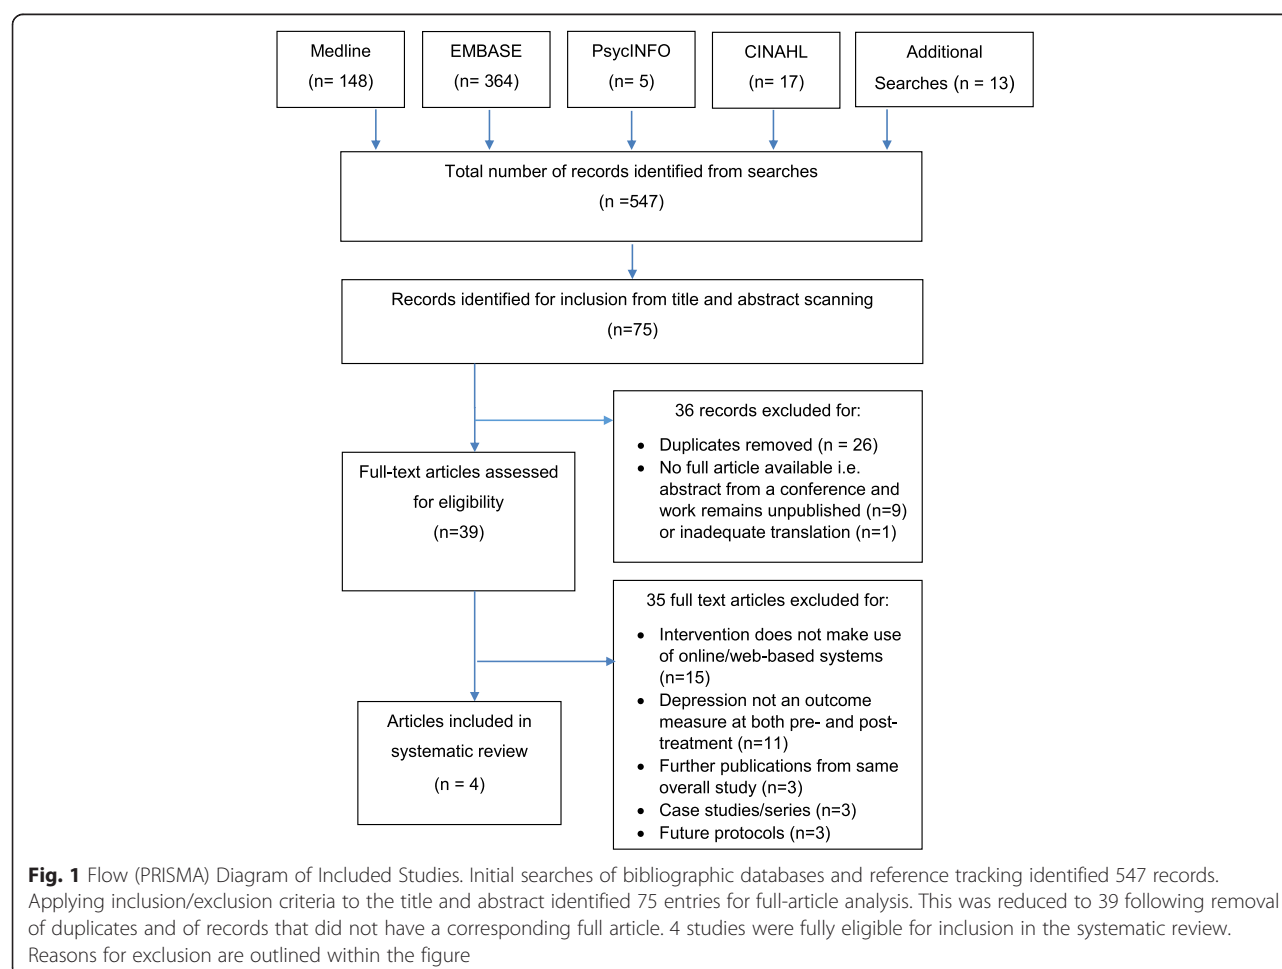 Medline
(n= 148)
EMBASE
(n= 364)
PsycINFO
(n= 5)
CINAHL
(n= 17)
Additional
Searches (n = 13)
Total number of records identified from searches
(n =547)
Records identified for inclusion from title and abstract scanning
(n=75)
36 records excluded for:
• Duplicates removed (n = 26)
• No full article available i.e.
abstract from a conference and
work remains unpublished (n=9)
or inadequate translation (n=1)
Full-text articles assessed
for eligibility
(n=39)
35 full text articles excluded for:
• Intervention does not make use
of online/web-based systems
(n=15)
• Depression not an outcome
measure at both pre- and post-
treatment (n=11)
• Further publications from same
overall study (n=3)
• Case studies/series (n=3)
• Future protocols (n=3)
Articles included in
systematic review
(n = 4)
Fig. 1 Flow (PRISMA) Diagram of Included Studies. Initial searches of bibliographic databases and reference tracking identified 547 records.
Applying inclusion/exclusion criteria to the title and abstract identified 75 entries for full-article analysis. This was reduced to 39 following removal
of duplicates and of records that did not have a corresponding full article. 4 studies were fully eligible for inclusion in the systematic review.
Reasons for exclusion are outlined within the figure